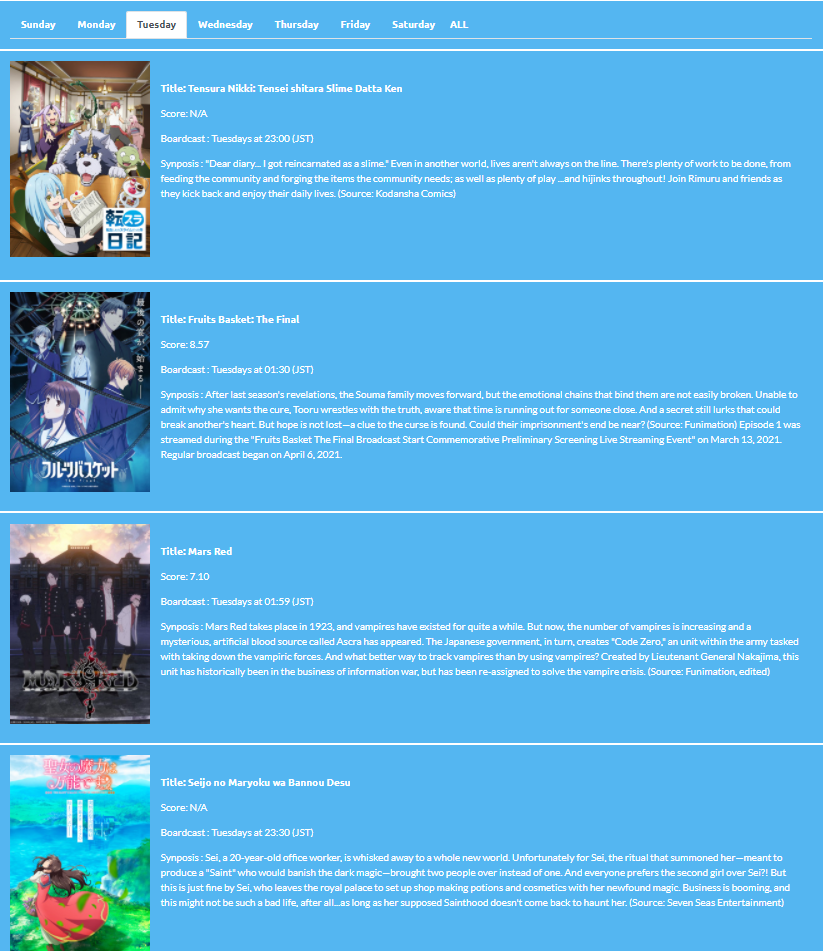 Sunday Monday Tuesday Wednesday Thursday Friday Saturday ALL
転スラ
日記
Title: Tensura Nikki: Tensei shitara Slime Datta Ken
Score: N/A
Boardcast : Tuesdays at 23:00 (JST)
Synposis : "Dear diary... I got reincarnated as a slime." Even in another world, lives aren't always on the line. There's plenty of work to be done, from
feeding the community and forging the items the community needs; as well as plenty of play ...and hijinks throughout! Join Rimuru and friends as
they kick back and enjoy their daily lives. (Source: Kodansha Comics)
最後の宴が、始まる——
フルーツバスケット
The Final
Title: Fruits Basket: The Final
Score: 8.57
Boardcast : Tuesdays at 01:30 (JST)
Synposis : After last season's revelations, the Souma family moves forward, but the emotional chains that bind them are not easily broken. Unable to
admit why she wants the cure, Tooru wrestles with the truth, aware that time is running out for someone close. And a secret still lurks that could
break another's heart. But hope is not lost—a clue to the curse is found. Could their imprisonment's end be near? (Source: Funimation) Episode 1 was
streamed during the "Fruits Basket The Final Broadcast Start Commemorative Preliminary Screening Live Streaming Event" on March 13, 2021.
Regular broadcast began on April 6, 2021.
MARS RED
Title: Mars Red
Score: 7.10
Boardcast : Tuesdays at 01:59 (JST)
Synposis : Mars Red takes place in 1923, and vampires have existed for quite a while. But now, the number of vampires is increasing and a
mysterious, artificial blood source called Ascra has appeared. The Japanese government, in turn, creates "Code Zero," an unit within the army tasked
with taking down the vampiric forces. And what better way to track vampires than by using vampires? Created by Lieutenant General Nakajima, this
unit has historically been in the business of information war, but has been re-assigned to solve the vampire crisis. (Source: Funimation, edited)
聖女の魔力は
万能です
Title: Seijo no Maryoku wa Bannou Desu
Score: N/A
Boardcast : Tuesdays at 23:30 (JST)
Synposis : Sei, a 20-year-old office worker, is whisked away to a whole new world. Unfortunately for Sei, the ritual that summoned her—meant to
produce a "Saint" who would banish the dark magic—brought two people over instead of one. And everyone prefers the second girl over Sei?! But
this is just fine by Sei, who leaves the royal palace to set up shop making potions and cosmetics with her newfound magic. Business is booming, and
this might not be such a bad life, after all...as long as her supposed Sainthood doesn't come back to haunt her. (Source: Seven Seas Entertainment)